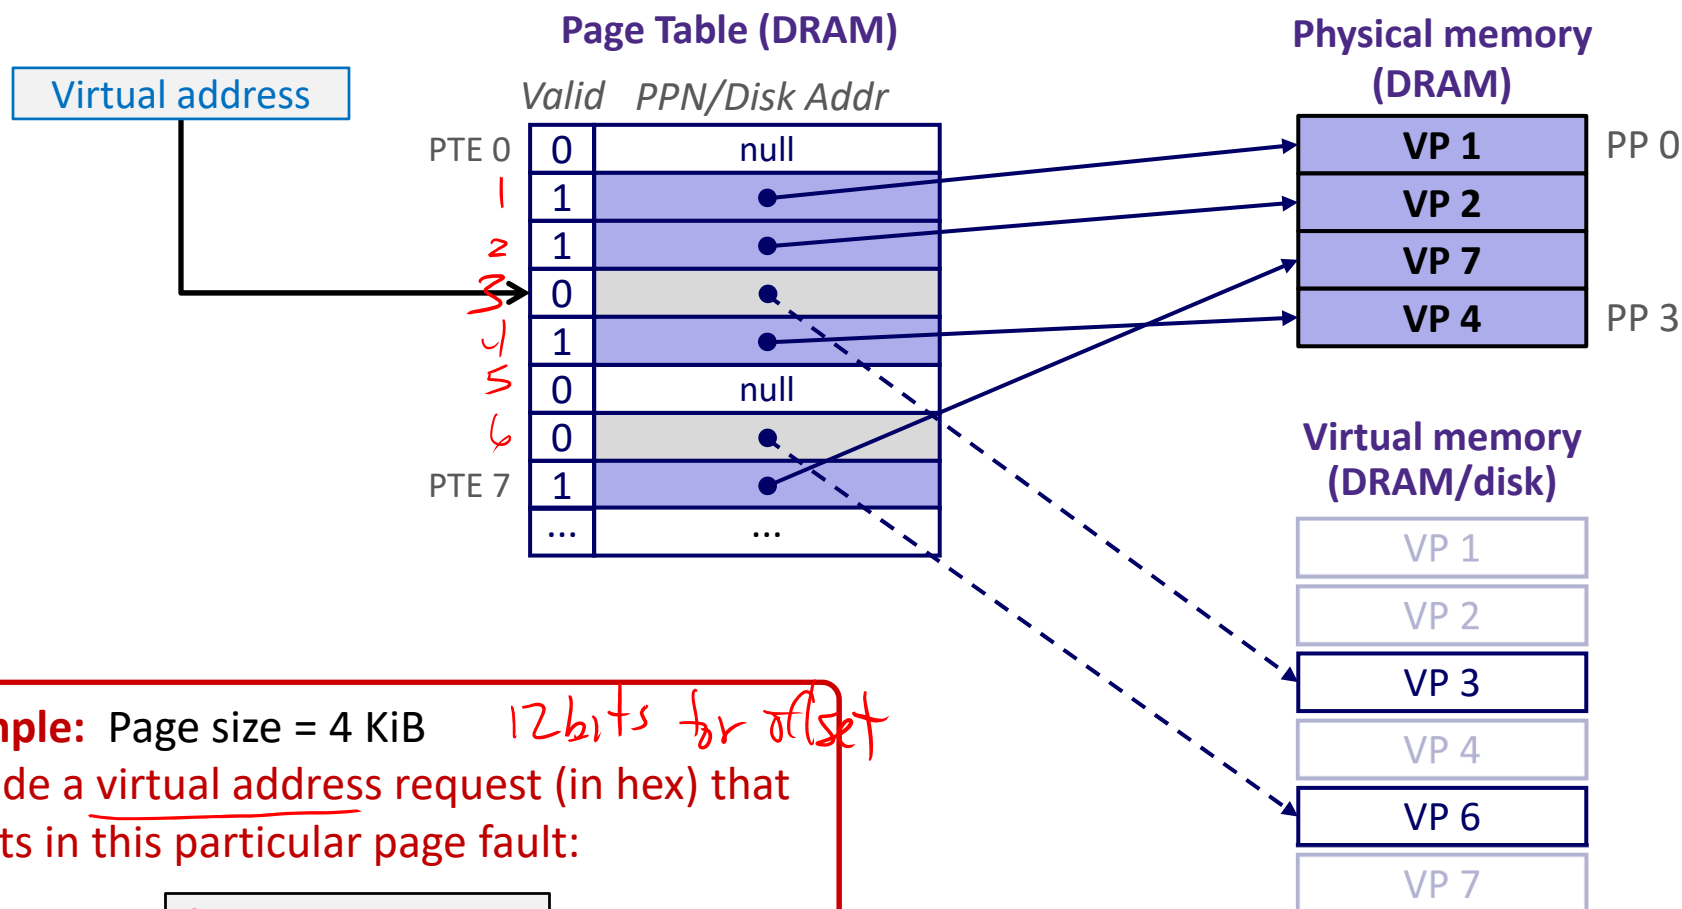 Page Table (DRAM)
Physical memory
(DRAM)
Virtual address
Valid PPN/Disk Addr
PTE 0 0 null
1 1
2 1
3 0
4 1
5 0 null
6 0
PTE 7 1
... ...
VP 1 PP 0
VP 2
VP 7
VP 4 PP 3
Virtual memory
(DRAM/disk)
VP 1
VP 2
VP 3
VP 4
VP 6
VP 7
mple: Page size = 4 KiB 12 bits for offset
de a virtual address request (in hex) that
ts in this particular page fault: